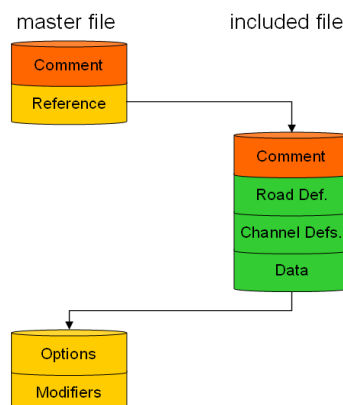 master file
included file
Comment
Reference
Comment
Road Def.
Channel Defs.
Data
Options
Modifiers